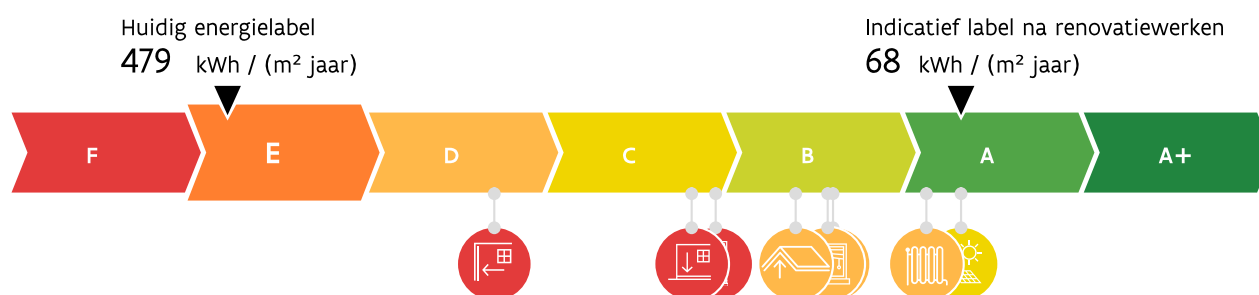 Huidig energielabel
479 kWh / (m² jaar)
Indicatief label na renovatiewerken
68 kWh / (m² jaar)
F E D C B A A+